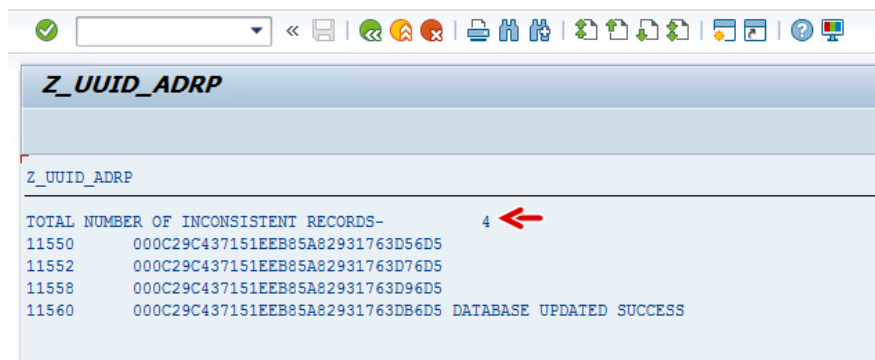 Z_UUID_ADRP
Z_UUID_ADRP
TOTAL NUMBER OF INCONSISTENT RECORDS- 4
11550 000C29C437151EEB85A82931763D56D5
11552 000C29C437151EEB85A82931763D76D5
11558 000C29C437151EEB85A82931763D96D5
11560 000C29C437151EEB85A82931763DB6D5 DATABASE UPDATED SUCCESS